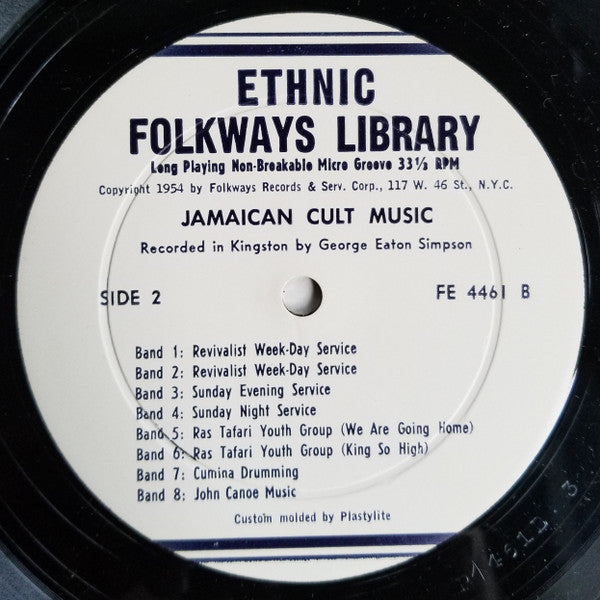 ETHNIC
FOLKWAYS LIBRARY
Long Playing Non-Breakable Micro Groove 33⅓ RPM
Copyright 1954 by Folkways Records & Serv. Corp., 117 W. 46 St., N.Y.C.
JAMAICAN CULT MUSIC
Recorded in Kingston by George Eaton Simpson
SIDE 2 FE 4461 B
Band 1: Revivalist Week-Day Service
Band 2: Revivalist Week-Day Service
Band 3: Sunday Evening Service
Band 4: Sunday Night Service
Band 5: Ras Tafari Youth Group (We Are Going Home)
Band 6: Ras Tafari Youth Group (King So High)
Band 7: Cumina Drumming
Band 8: John Canoe Music
Custom molded by Plastylite